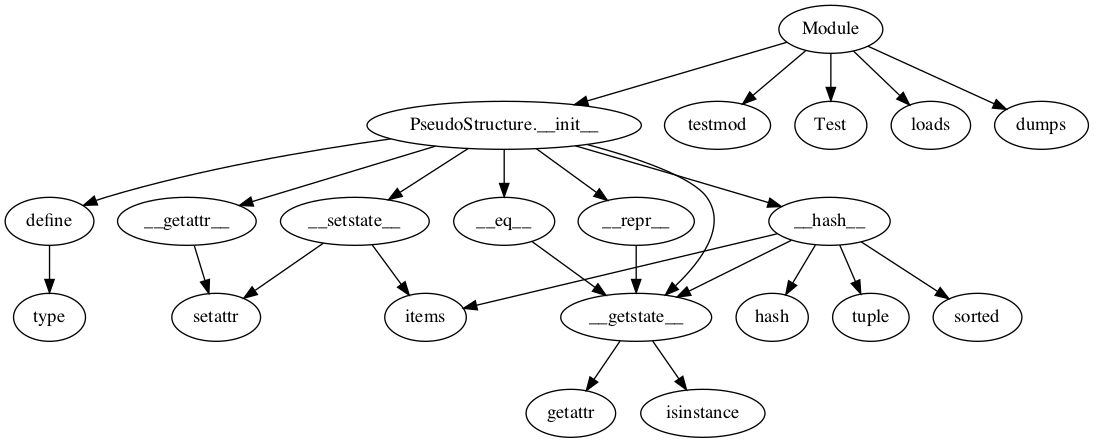 Module
PseudoStructure.__init__
testmod
Test
loads
dumps
define
__getattr__
__setstate__
__eq__
__repr__
__hash__
type
setattr
items
__getstate__
hash
tuple
sorted
getattr
isinstance